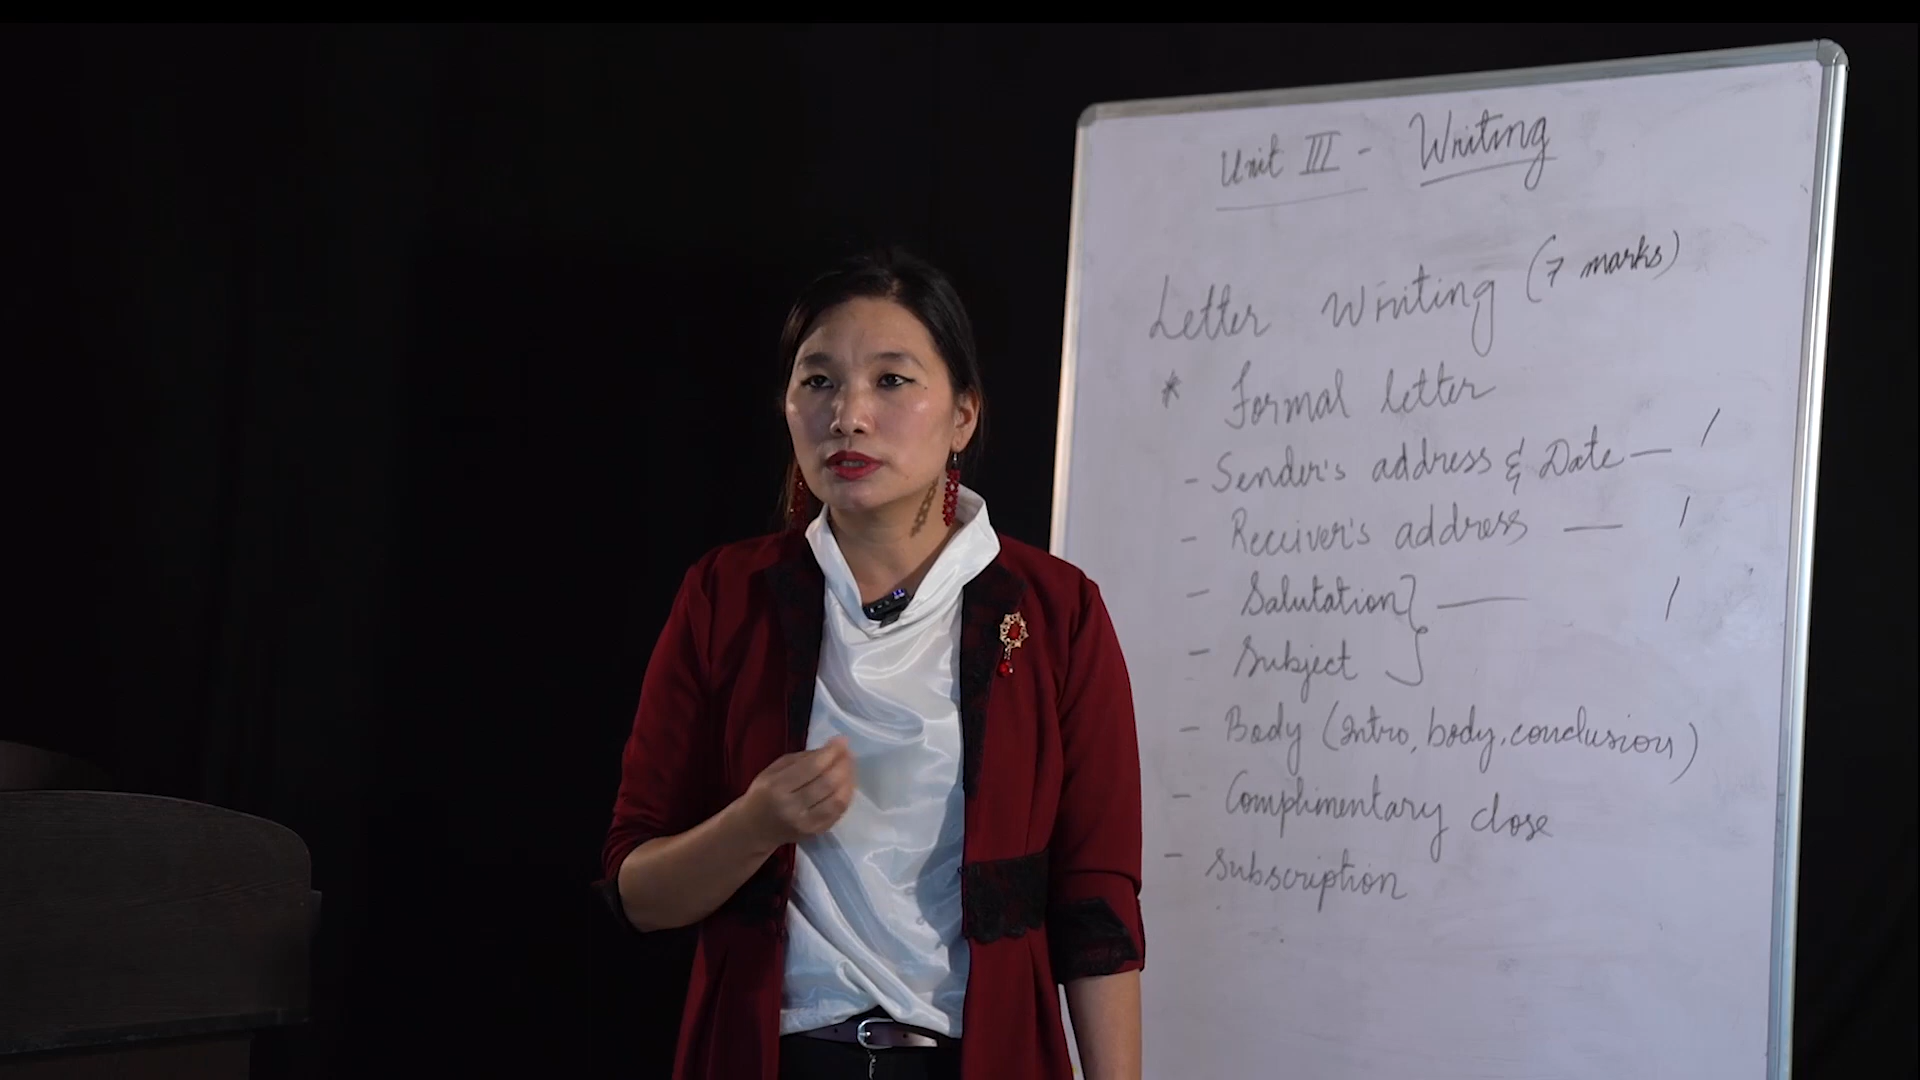 Unit III - Writing
Letter Writing (7 marks)
* Formal letter
- Sender's address & Date — 1
- Receiver's address — 1
- Salutation } — 1
- Subject
- Body (Intro, body, conclusion)
- Complimentary close
- Subscription